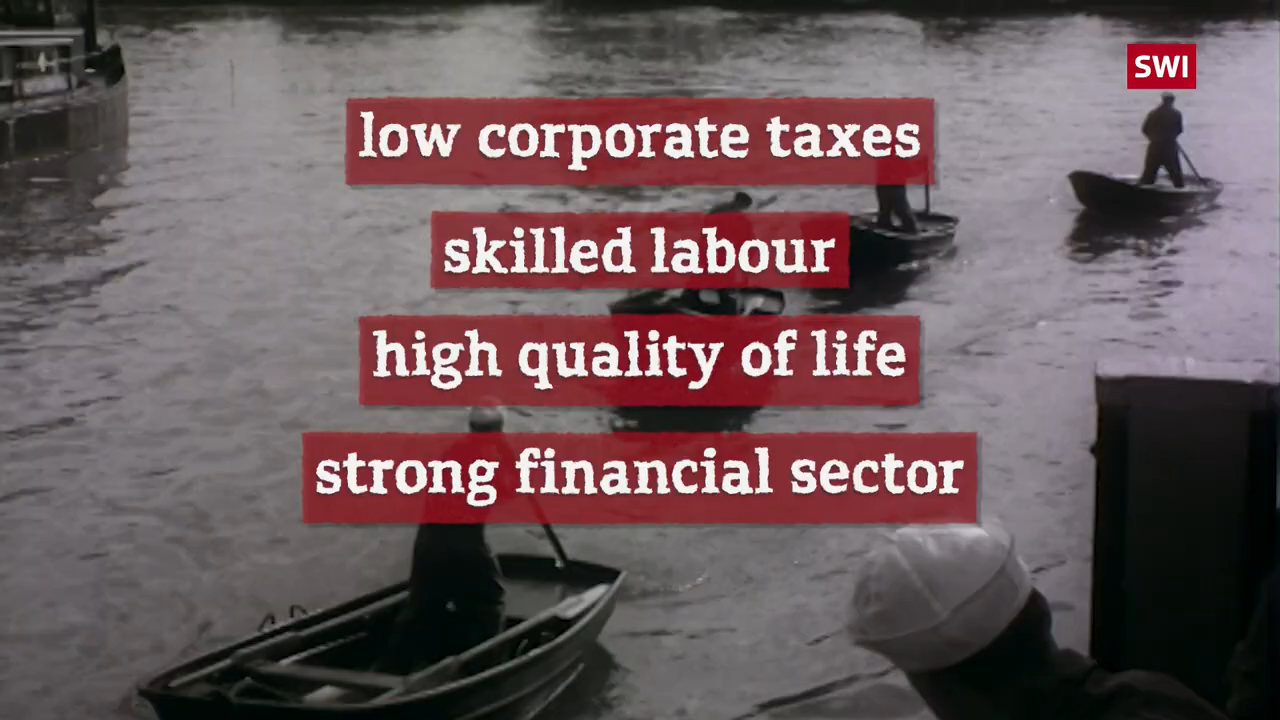 SWI
low corporate taxes
skilled labour
high quality of life
strong financial sector